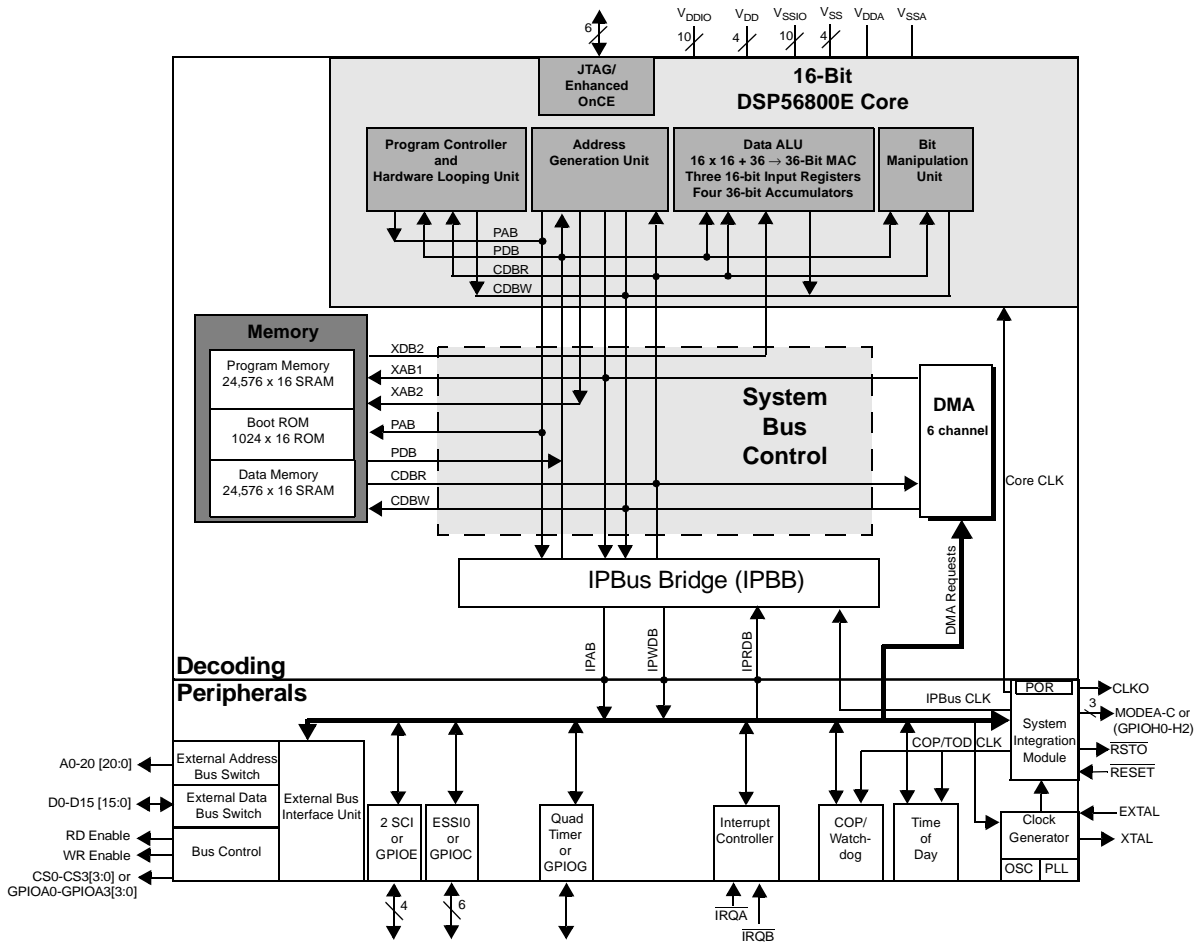 V_DDIO V_DD V_SSIO V_SS V_DDA V_SSA
6 10 4 10 4
JTAG/
Enhanced
OnCE
16-Bit
DSP56800E Core
Program Controller
and
Hardware Looping Unit
Address
Generation Unit
Data ALU
16 x 16 + 36 → 36-Bit MAC
Three 16-bit Input Registers
Four 36-bit Accumulators
Bit
Manipulation
Unit
PAB
PDB
CDBR
CDBW
Memory
Program Memory
24,576 x 16 SRAM
Boot ROM
1024 x 16 ROM
Data Memory
24,576 x 16 SRAM
XDB2
XAB1
XAB2
PAB
PDB
CDBR
CDBW
System
Bus
Control
DMA
6 channel
Core CLK
DMA Requests
IPBus Bridge (IPBB)
IPAB
IPWDB
IPRDB
Decoding
Peripherals
IPBus CLK
COP/TOD CLK
POR
System
Integration
Module
CLKO
3
MODEA-C or
(GPIOH0-H2)
RSTO
RESET
EXTAL
XTAL
Clock
Generator
OSC PLL
A0-20 [20:0]
D0-D15 [15:0]
RD Enable
WR Enable
CS0-CS3[3:0] or
GPIOA0-GPIOA3[3:0]
External Address
Bus Switch
External Data
Bus Switch
Bus Control
External Bus
Interface Unit
2 SCI
or
GPIOE
4
ESSI0
or
GPIOC
6
Quad
Timer
or
GPIOG
Interrupt
Controller
IRQA
IRQB
COP/
Watch-
dog
Time
of
Day